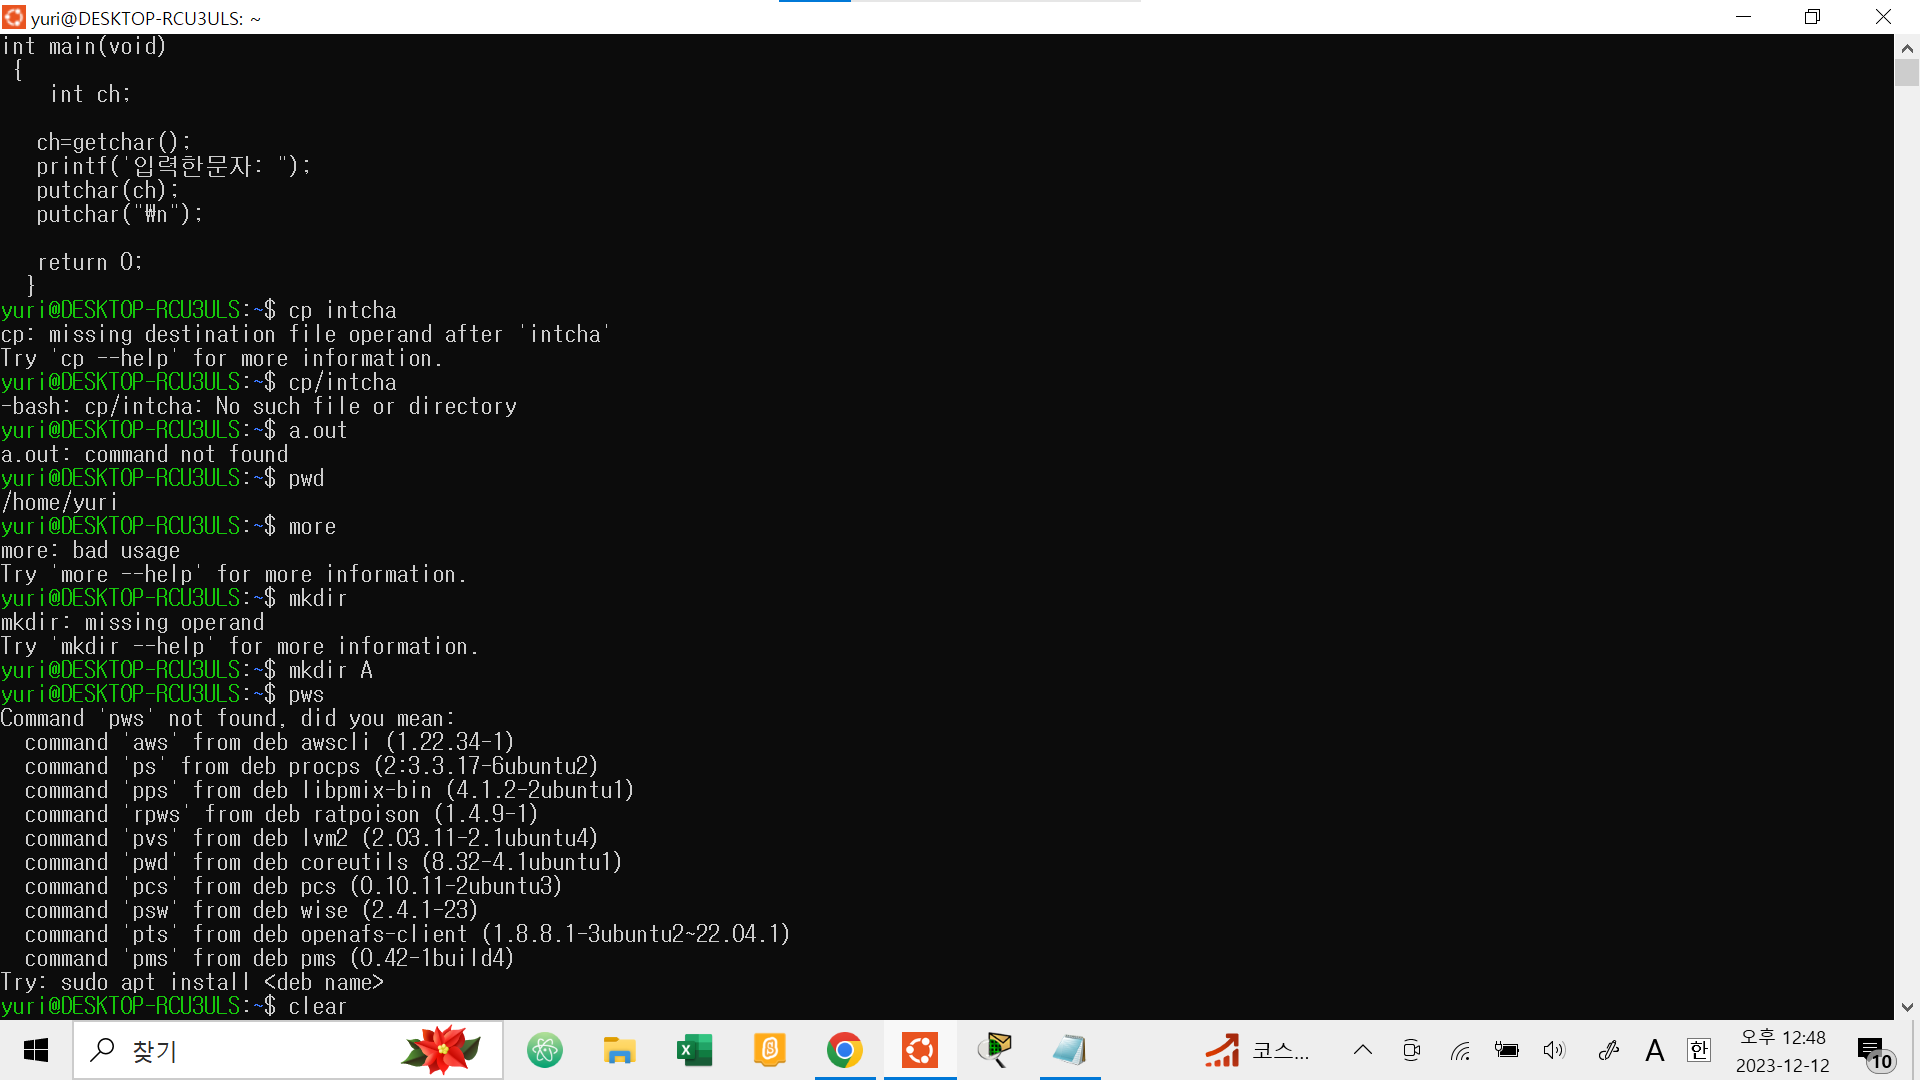 yuri@DESKTOP-RCU3ULS: ~
int main(void)
{
int ch;
ch=getchar();
printf('입력한문자: ");
putchar(ch);
putchar("₩n");
return 0;
}
yuri@DESKTOP-RCU3ULS:~$ cp intcha
cp: missing destination file operand after 'intcha'
Try 'cp --help' for more information.
yuri@DESKTOP-RCU3ULS:~$ cp/intcha
-bash: cp/intcha: No such file or directory
yuri@DESKTOP-RCU3ULS:~$ a.out
a.out: command not found
yuri@DESKTOP-RCU3ULS:~$ pwd
/home/yuri
yuri@DESKTOP-RCU3ULS:~$ more
more: bad usage
Try 'more --help' for more information.
yuri@DESKTOP-RCU3ULS:~$ mkdir
mkdir: missing operand
Try 'mkdir --help' for more information.
yuri@DESKTOP-RCU3ULS:~$ mkdir A
yuri@DESKTOP-RCU3ULS:~$ pws
Command 'pws' not found, did you mean:
command 'aws' from deb awscli (1.22.34-1)
command 'ps' from deb procps (2:3.3.17-6ubuntu2)
command 'pps' from deb libpmix-bin (4.1.2-2ubuntu1)
command 'rpws' from deb ratpoison (1.4.9-1)
command 'pvs' from deb lvm2 (2.03.11-2.1ubuntu4)
command 'pwd' from deb coreutils (8.32-4.1ubuntu1)
command 'pcs' from deb pcs (0.10.11-2ubuntu3)
command 'psw' from deb wise (2.4.1-23)
command 'pts' from deb openafs-client (1.8.8.1-3ubuntu2~22.04.1)
command 'pms' from deb pms (0.42-1build4)
Try: sudo apt install <deb name>
yuri@DESKTOP-RCU3ULS:~$ clear
찾기
코스...
A
한
오후 12:48
2023-12-12
10